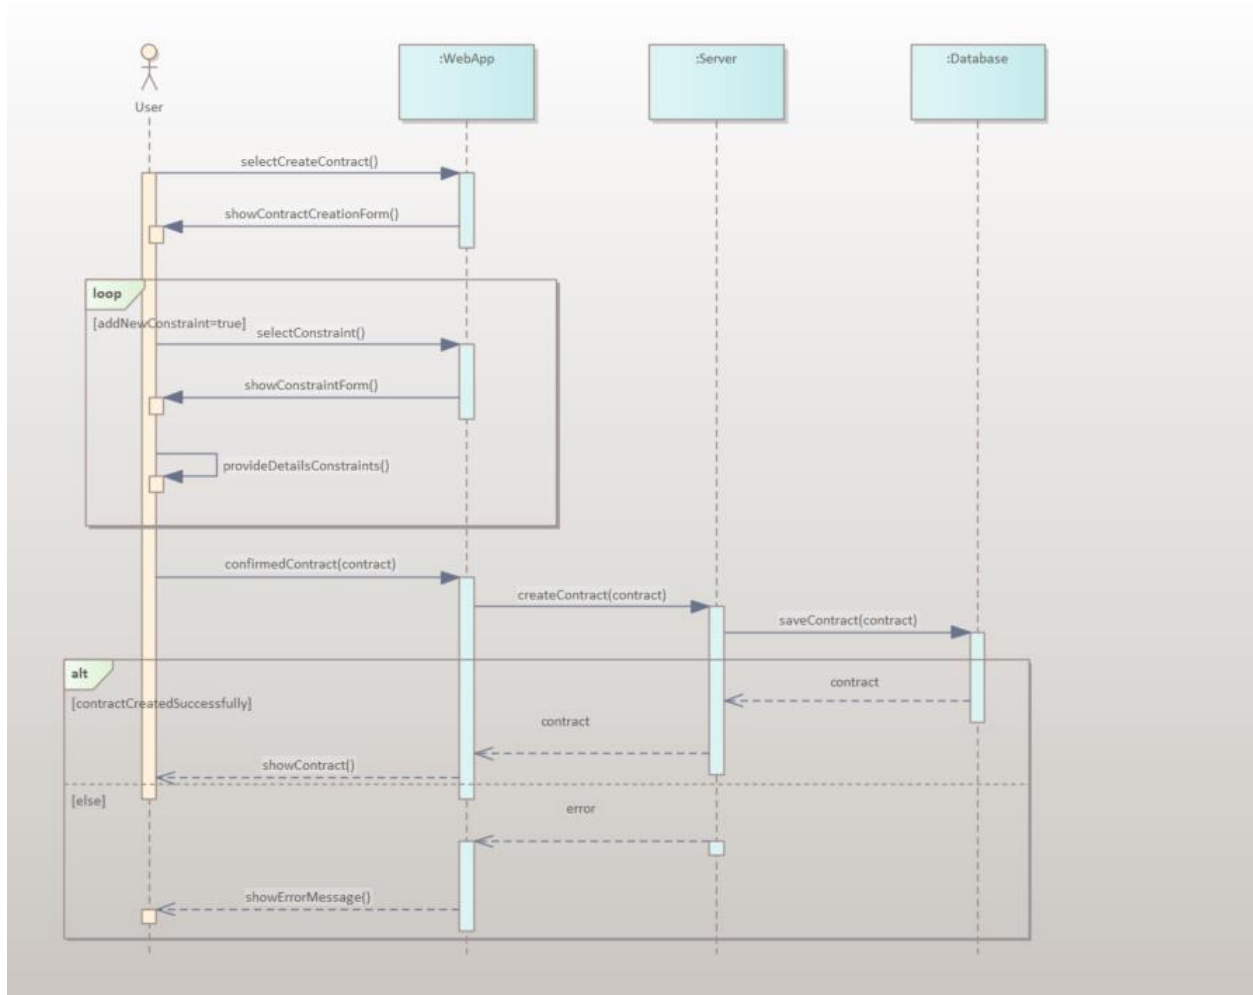 :WebApp
:Server
:Database
User
selectCreateContract()
showContractCreationForm()
loop
[addNewConstraint=true]
selectConstraint()
showConstraintForm()
provideDetailsConstraints()
confirmedContract(contract)
createContract(contract)
saveContract(contract)
alt
contract
[contractCreatedSuccessfully]
contract
showContract()
[else]
error
showErrorMessage()